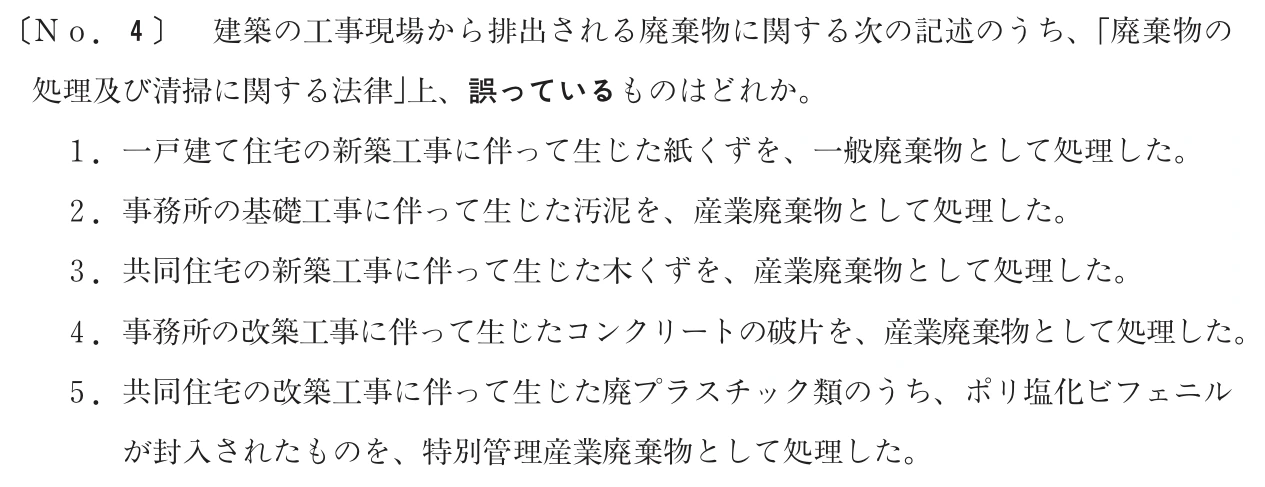 〔Ｎｏ．４〕　建築の工事現場から排出される廃棄物に関する次の記述のうち、「廃棄物の
処理及び清掃に関する法律」上、誤っているものはどれか。
１．一戸建て住宅の新築工事に伴って生じた紙くずを、一般廃棄物として処理した。
２．事務所の基礎工事に伴って生じた汚泥を、産業廃棄物として処理した。
３．共同住宅の新築工事に伴って生じた木くずを、産業廃棄物として処理した。
４．事務所の改築工事に伴って生じたコンクリートの破片を、産業廃棄物として処理した。
５．共同住宅の改築工事に伴って生じた廃プラスチック類のうち、ポリ塩化ビフェニル
が封入されたものを、特別管理産業廃棄物として処理した。